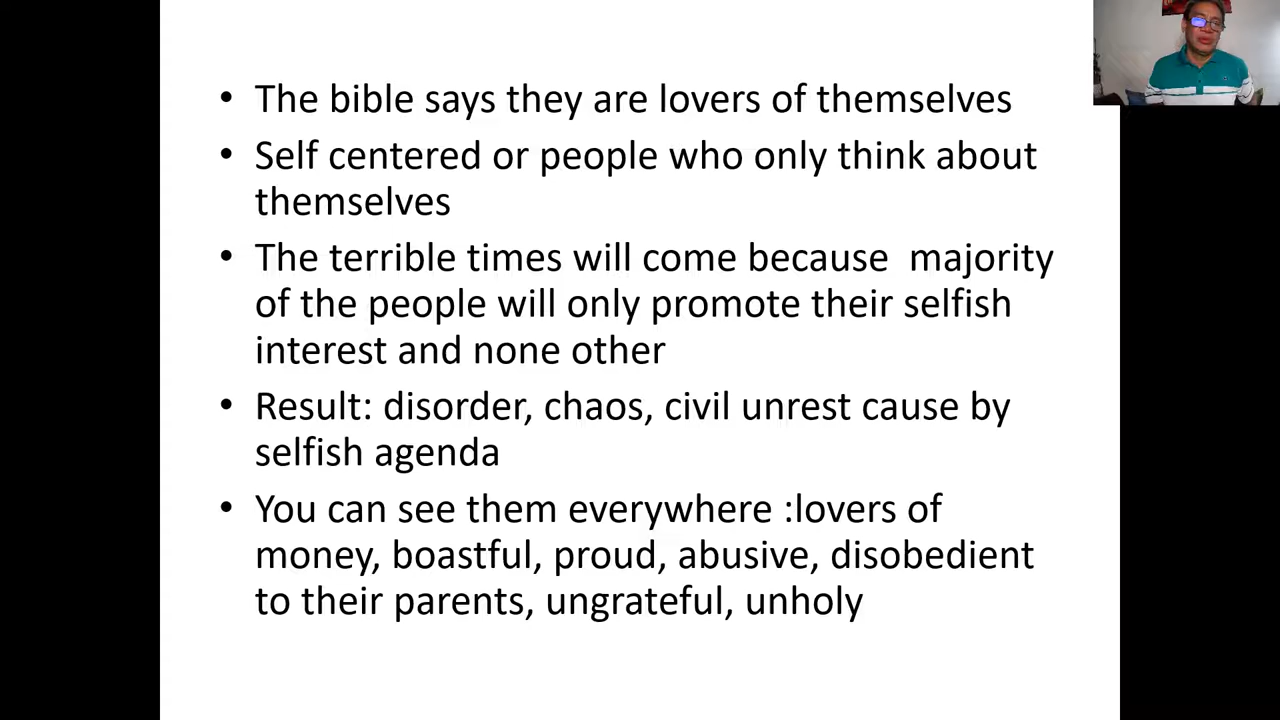 • The bible says they are lovers of themselves
• Self centered or people who only think about
themselves
• The terrible times will come because  majority
of the people will only promote their selfish
interest and none other
• Result: disorder, chaos, civil unrest cause by
selfish agenda
• You can see them everywhere :lovers of
money, boastful, proud, abusive, disobedient
to their parents, ungrateful, unholy